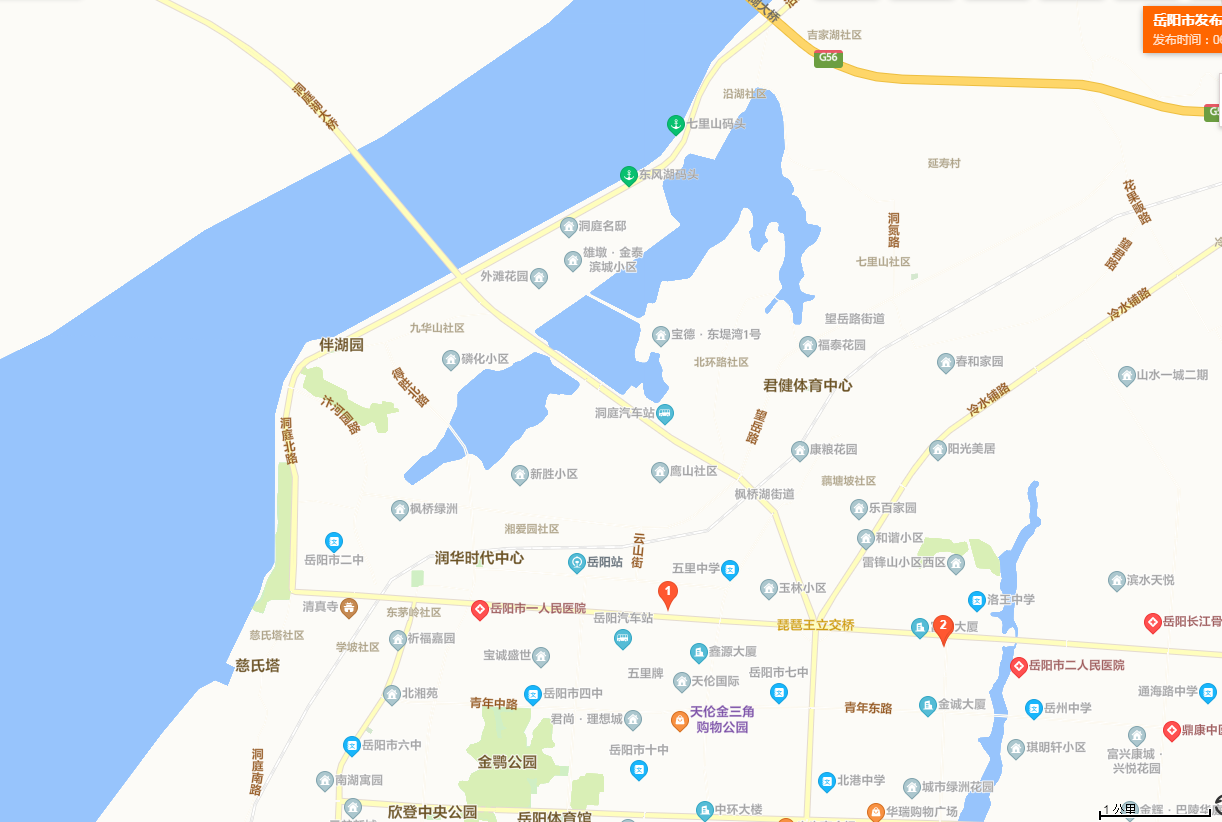 岳阳市发布
发布时间：0
吉家湖社区
G56
沿湖社区
洞庭湖大桥
七里山码头
延寿村
东风湖码头
花果畈路
洞庭名邸
洞氮路
雄墩·金泰
滨城小区
七里山社区
外滩花园
冷水铺路
望岳路街道
九华山社区
宝德·东堤湾1号
伴湖园
福泰花园
磷化小区
北环路社区
春和家园
山水一城二期
君健体育中心
冷水铺路
汴河园路
洞庭汽车站
望岳路
洞庭北路
康粮花园
阳光美居
新胜小区
鹰山社区
藕塘坡社区
枫桥湖街道
枫桥绿洲
乐百家园
湘爱园社区
和谐小区
云山街
岳阳市二中
润华时代中心
岳阳站
五里中学
雷锋山小区西区
滨水天悦
玉林小区
1
洛王中学
清真寺
东茅岭社区
岳阳市一人民医院
岳阳汽车站
琵琶王立交桥
2
大厦
岳阳长江骨
慈氏塔社区
学坡社区
祈福嘉园
宝诚盛世
鑫源大厦
慈氏塔
五里牌
天伦国际
岳阳市七中
岳阳市二人民医院
北湘苑
岳阳市四中
通海路中学
青年中路
君尚·理想城
天伦金三角
购物公园
青年东路
金诚大厦
岳州中学
岳阳市六中
岳阳市十中
琪明轩小区
鼎康中医
富兴康城·
兴悦花园
洞庭南路
金鹗公园
南湖寓园
北港中学
城市绿洲花园
欣登中央公园
岳阳体育馆
中环大楼
华瑞购物广场
1 公里
金辉·巴陵